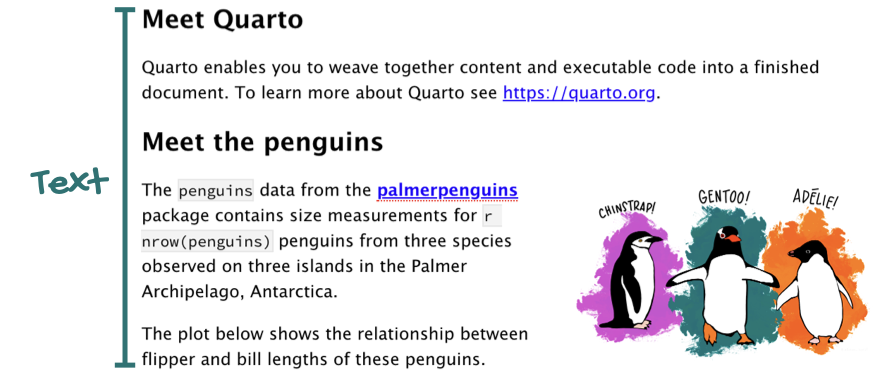 Meet Quarto
Quarto enables you to weave together content and executable code into a finished
document. To learn more about Quarto see https://quarto.org.
Meet the penguins
Text
The penguins data from the palmerpenguins
package contains size measurements for r
nrow(penguins) penguins from three species
observed on three islands in the Palmer
Archipelago, Antarctica.
The plot below shows the relationship between
flipper and bill lengths of these penguins.
CHINSTRAP!
GENTOO!
ADÉLIE!